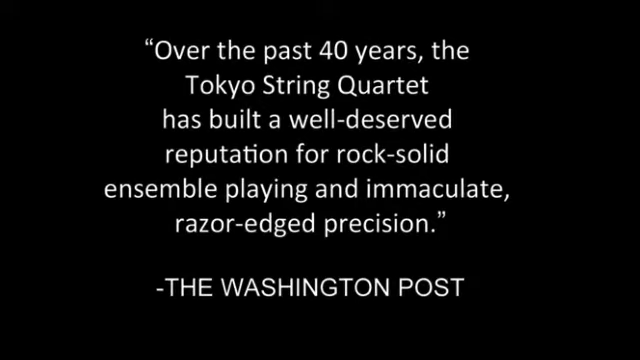 “Over the past 40 years, the
Tokyo String Quartet
has built a well-deserved
reputation for rock-solid
ensemble playing and immaculate,
razor-edged precision.”
-THE WASHINGTON POST